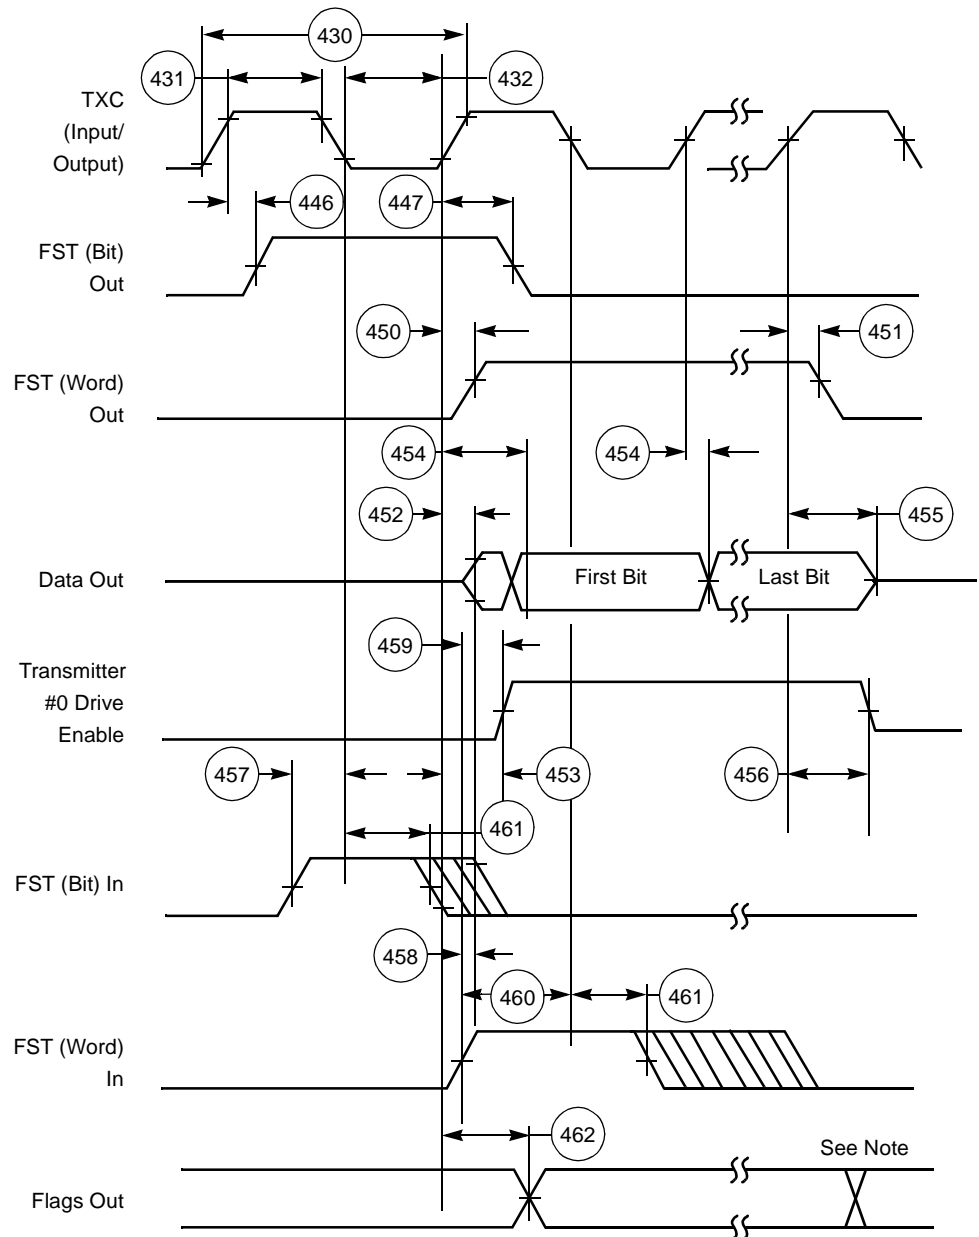 430
431
432
TXC
(Input/
Output)
446
447
FST (Bit)
Out
450
451
FST (Word)
Out
454
454
452
455
Data Out
First Bit
Last Bit
459
Transmitter
#0 Drive
Enable
457
453
456
461
FST (Bit) In
458
460
461
FST (Word)
In
462
See Note
Flags Out